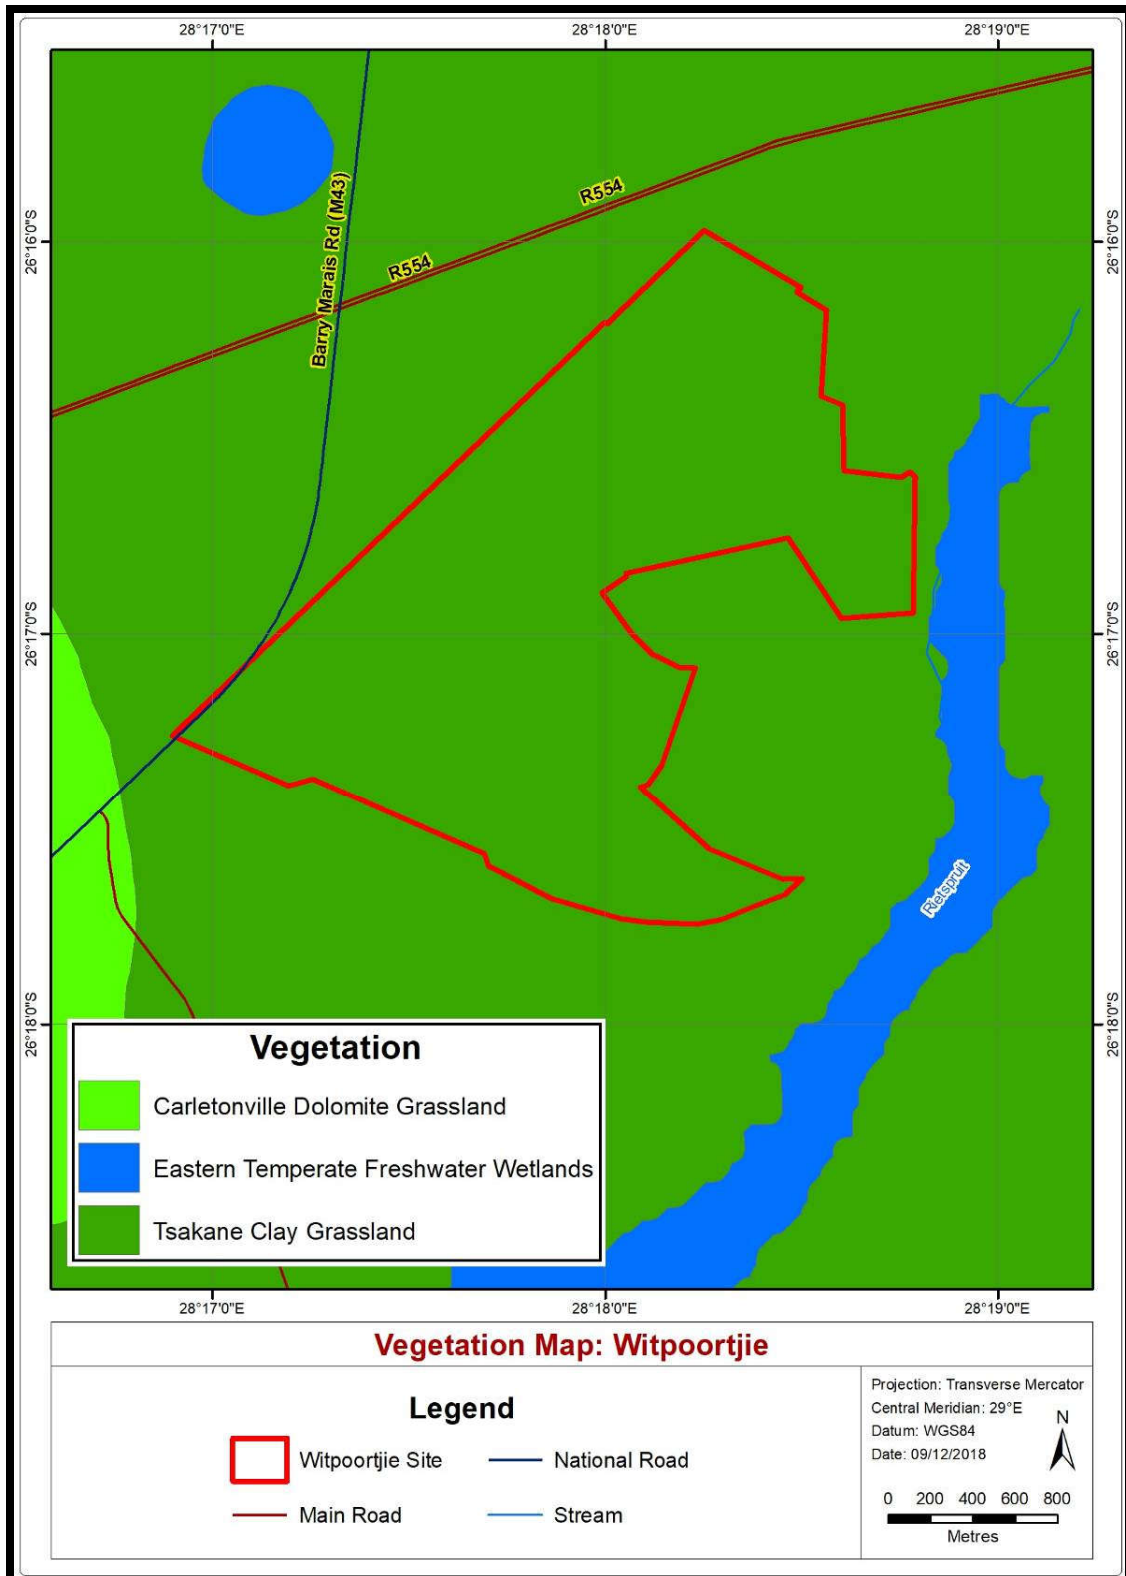 28°17'0"E 28°18'0"E 28°19'0"E
R554
26°16'0"S 26°16'0"S
Barry Marais Rd (M43)
R554
26°17'0"S 26°17'0"S
Rietspruit
26°18'0"S 26°18'0"S
Vegetation
Carletonville Dolomite Grassland
Eastern Temperate Freshwater Wetlands
Tsakane Clay Grassland
28°17'0"E 28°18'0"E 28°19'0"E
Vegetation Map: Witpoortjie
Legend
Witpoortjie Site
National Road
Main Road
Stream
Projection: Transverse Mercator
Central Meridian: 29°E
Datum: WGS84
Date: 09/12/2018
N
0 200 400 600 800
Metres